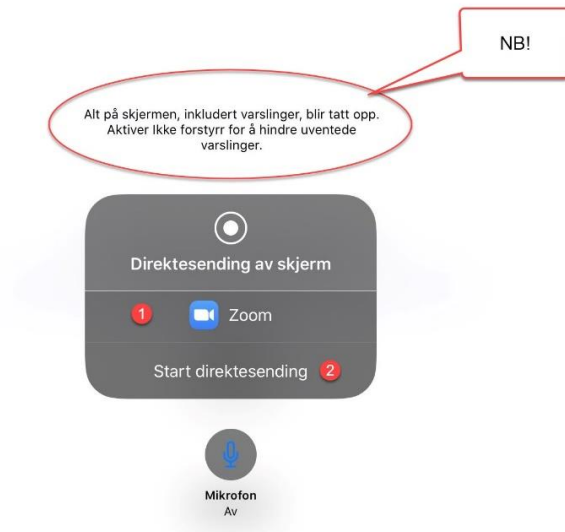 NB!
Alt på skjermen, inkludert varslinger, blir tatt opp.
Aktiver Ikke forstyrr for å hindre uventede
varslinger.
Direktesending av skjerm
1 Zoom
Start direktesending 2
Mikrofon
Av